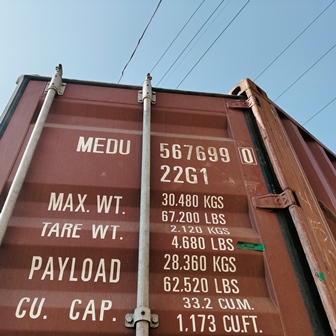 MEDU 567699 0
22G1
MAX. WT. 30.480 KGS
67.200 LBS
TARE WT. 2.120 KGS
4.680 LBS
PAYLOAD 28.360 KGS
62.520 LBS
CU. CAP. 33.2 CU.M.
1.173 CU.FT.